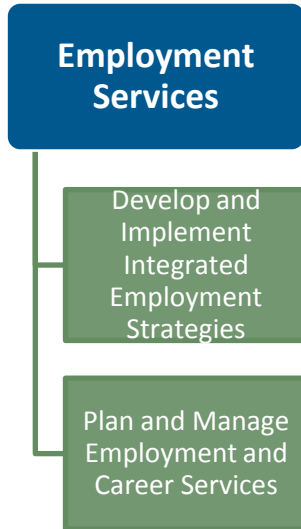 Employment
Services
Develop and
Implement
Integrated
Employment
Strategies
Plan and Manage
Employment and
Career Services